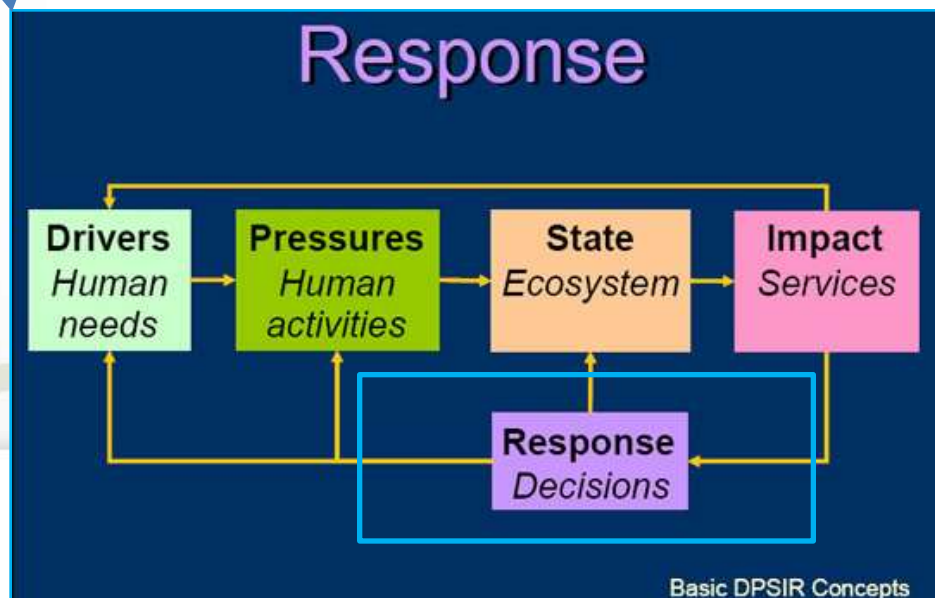 Response
Drivers
Human
needs
Pressures
Human
activities
State
Ecosystem
Impact
Services
Response
Decisions
Basic DPSIR Concepts